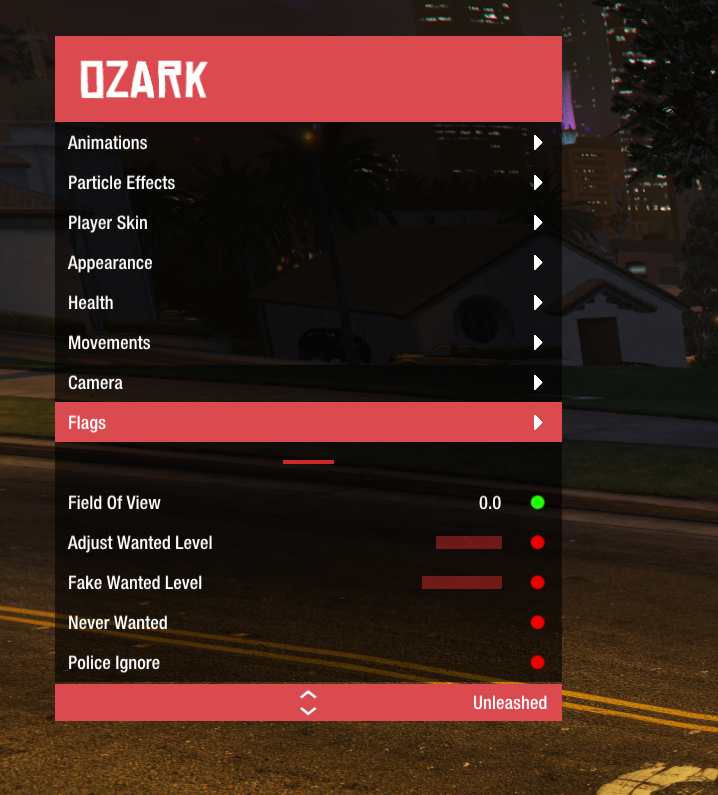 OZARK
Animations
Particle Effects
Player Skin
Appearance
Health
Movements
Camera
Flags
Field Of View 0.0
Adjust Wanted Level
Fake Wanted Level
Never Wanted
Police Ignore
Unleashed